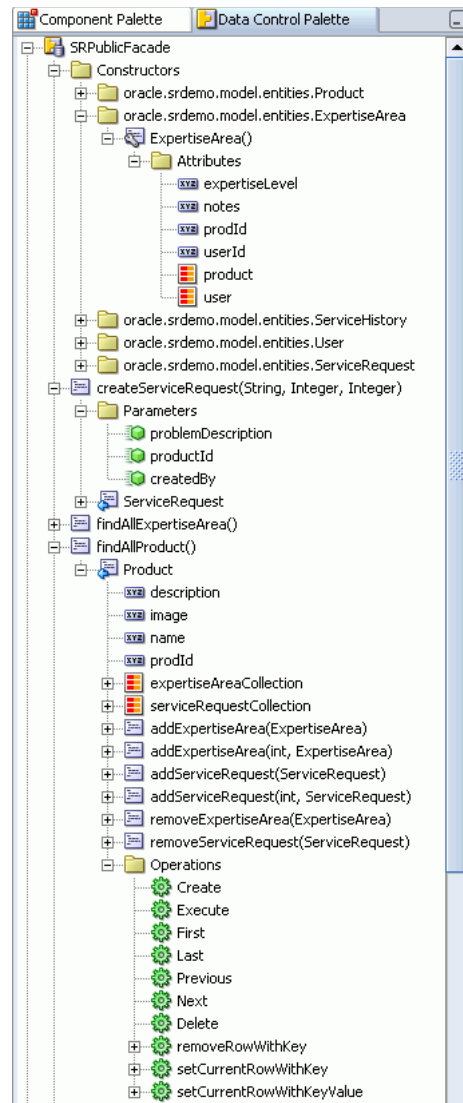 Component Palette Data Control Palette
SRPublicFacade
Constructors
oracle.srdemo.model.entities.Product
oracle.srdemo.model.entities.ExpertiseArea
ExpertiseArea()
Attributes
expertiseLevel
notes
prodId
userId
product
user
oracle.srdemo.model.entities.ServiceHistory
oracle.srdemo.model.entities.User
oracle.srdemo.model.entities.ServiceRequest
createServiceRequest(String, Integer, Integer)
Parameters
problemDescription
productId
createdBy
ServiceRequest
findAllExpertiseArea()
findAllProduct()
Product
description
image
name
prodId
expertiseAreaCollection
serviceRequestCollection
addExpertiseArea(ExpertiseArea)
addExpertiseArea(int, ExpertiseArea)
addServiceRequest(ServiceRequest)
addServiceRequest(int, ServiceRequest)
removeExpertiseArea(ExpertiseArea)
removeServiceRequest(ServiceRequest)
Operations
Create
Execute
First
Last
Previous
Next
Delete
removeRowWithKey
setCurrentRowWithKey
setCurrentRowWithKeyValue